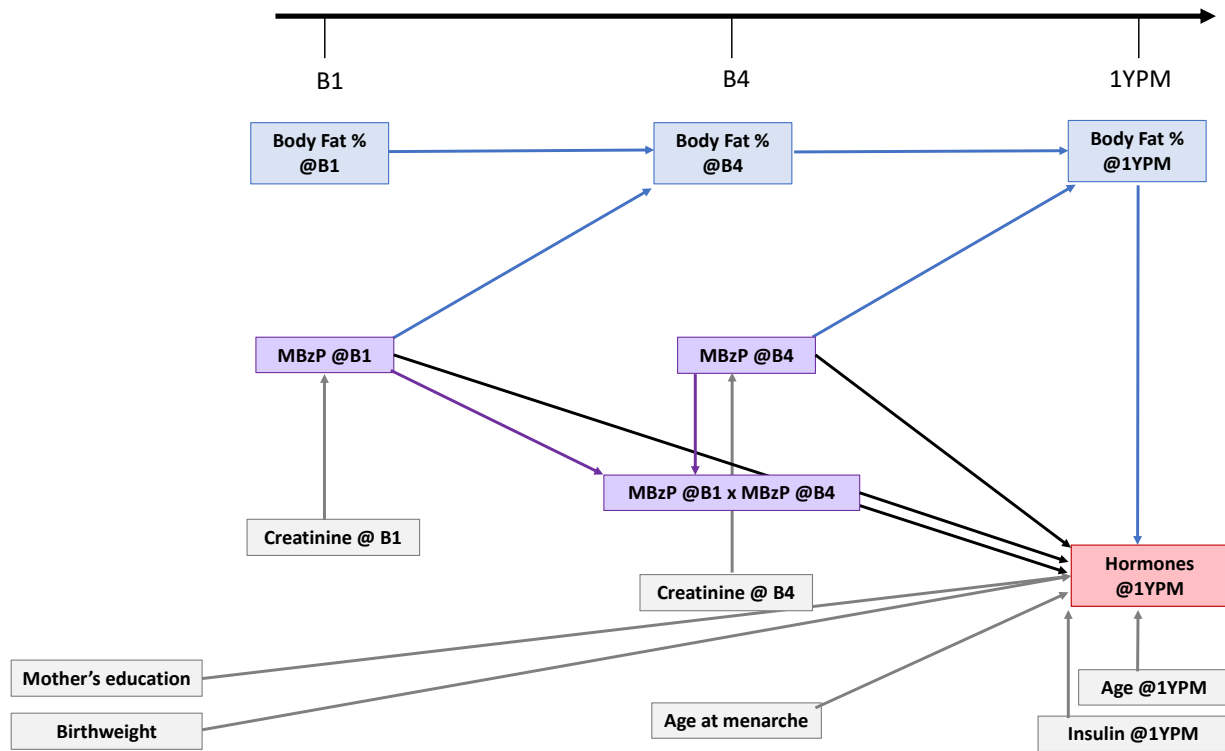 B1
B4
1YPM
Body Fat %
@B1
Body Fat %
@B4
Body Fat %
@1YPM
MBzP @B1
MBzP @B4
MBzP @B1 x MBzP @B4
Creatinine @ B1
Creatinine @ B4
Hormones
@1YPM
Mother’s education
Birthweight
Age at menarche
Age @1YPM
Insulin @1YPM